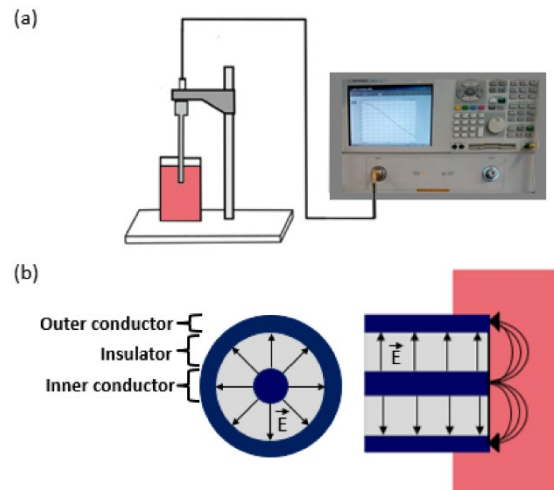 (a)
(b)
Outer conductor
Insulator
Inner conductor
E
E